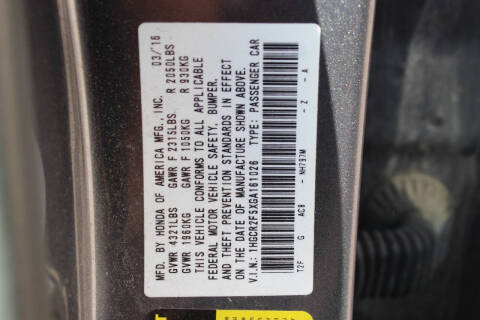 MFD. BY HONDA OF AMERICA MFG., INC. 03/16
GVWR 4321LBS GAWR F 2315LBS R 2050LBS
GVWR 1960KG GAWR F 1050KG R 930KG
THIS VEHICLE CONFORMS TO ALL APPLICABLE
FEDERAL MOTOR VEHICLE SAFETY, BUMPER,
AND THEFT PREVENTION STANDARDS IN EFFECT
ON THE DATE OF MANUFACTURE SHOWN ABOVE.
V.I.N.: 1HGCR2F5XGA161026 TYPE: PASSENGER CAR
T2F G AC8 - NH797M - Z - A